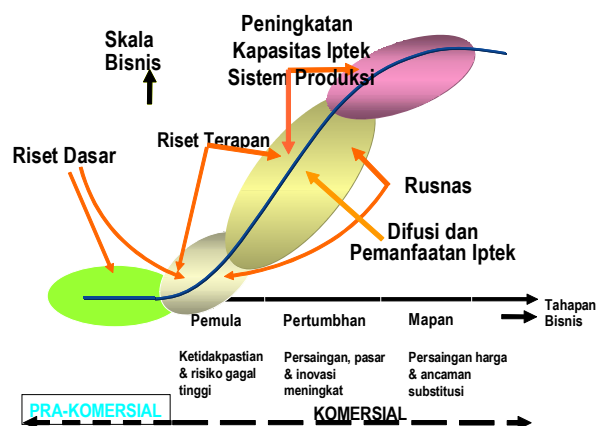 Peningkatan
Kapasitas Iptek
Sistem Produksi
Skala
Bisnis
Riset Terapan
Riset Dasar
Rusnas
Difusi dan
Pemanfaatan Iptek
Tahapan
Bisnis
Pemula
Pertumbhan
Mapan
Ketidakpastian
& risiko gagal
tinggi
Persaingan, pasar
& inovasi
meningkat
Persaingan harga
& ancaman
substitusi
PRA-KOMERSIAL
KOMERSIAL